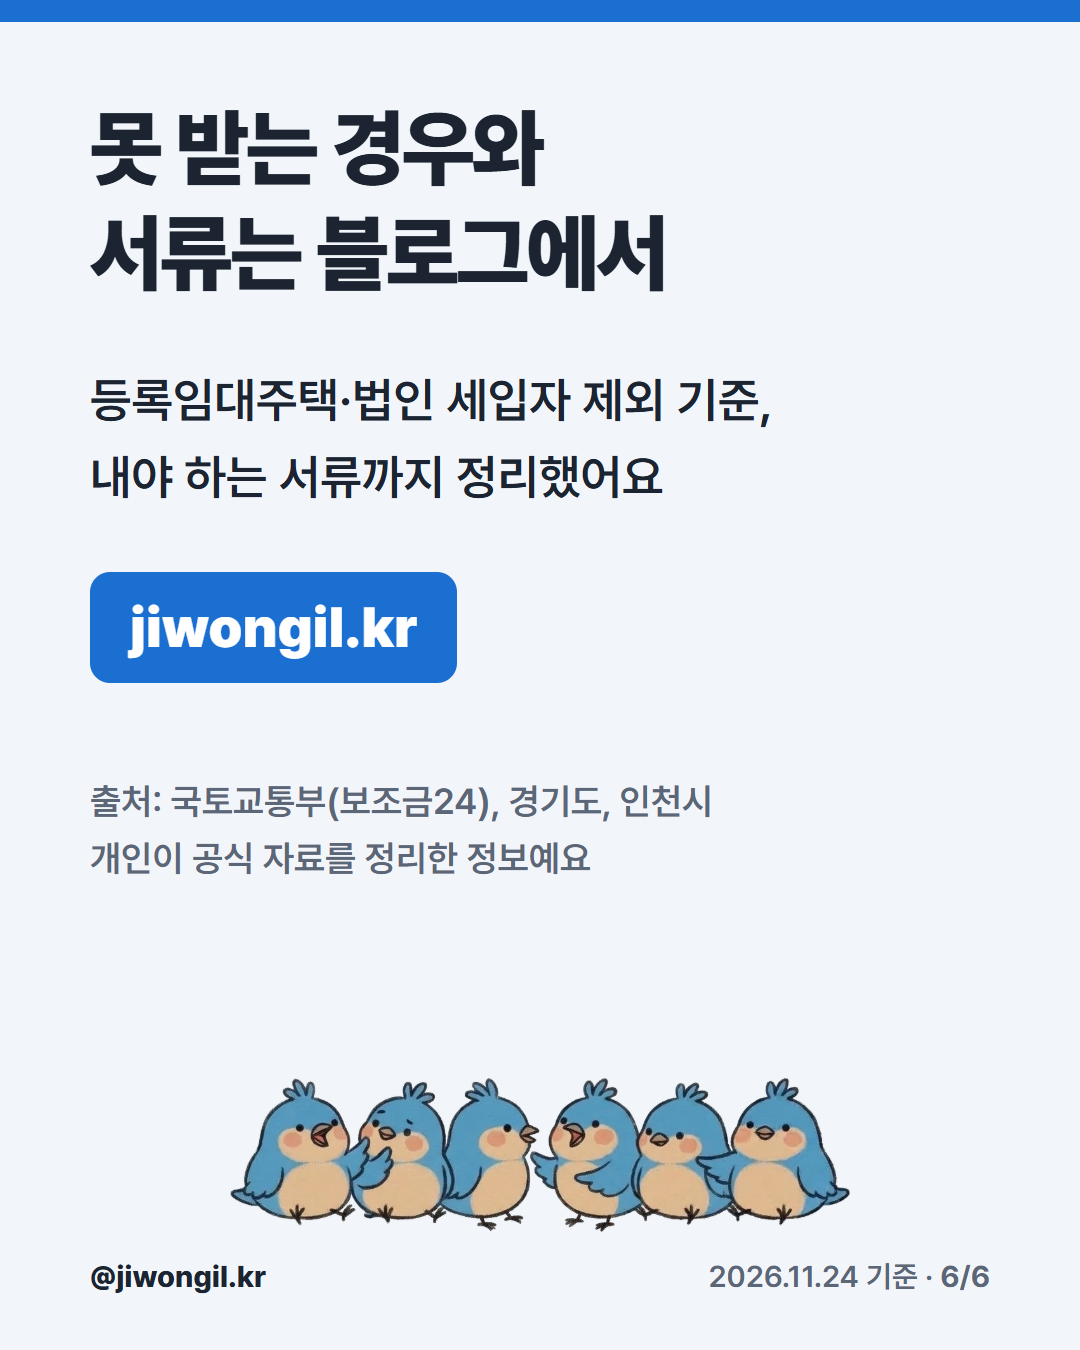 못 받는 경우와
서류는 블로그에서
등록임대주택·법인 세입자 제외 기준,
내야 하는 서류까지 정리했어요
jiwongil.kr
출처: 국토교통부(보조금24), 경기도, 인천시
개인이 공식 자료를 정리한 정보예요
@jiwongil.kr
2026.11.24 기준 · 6/6